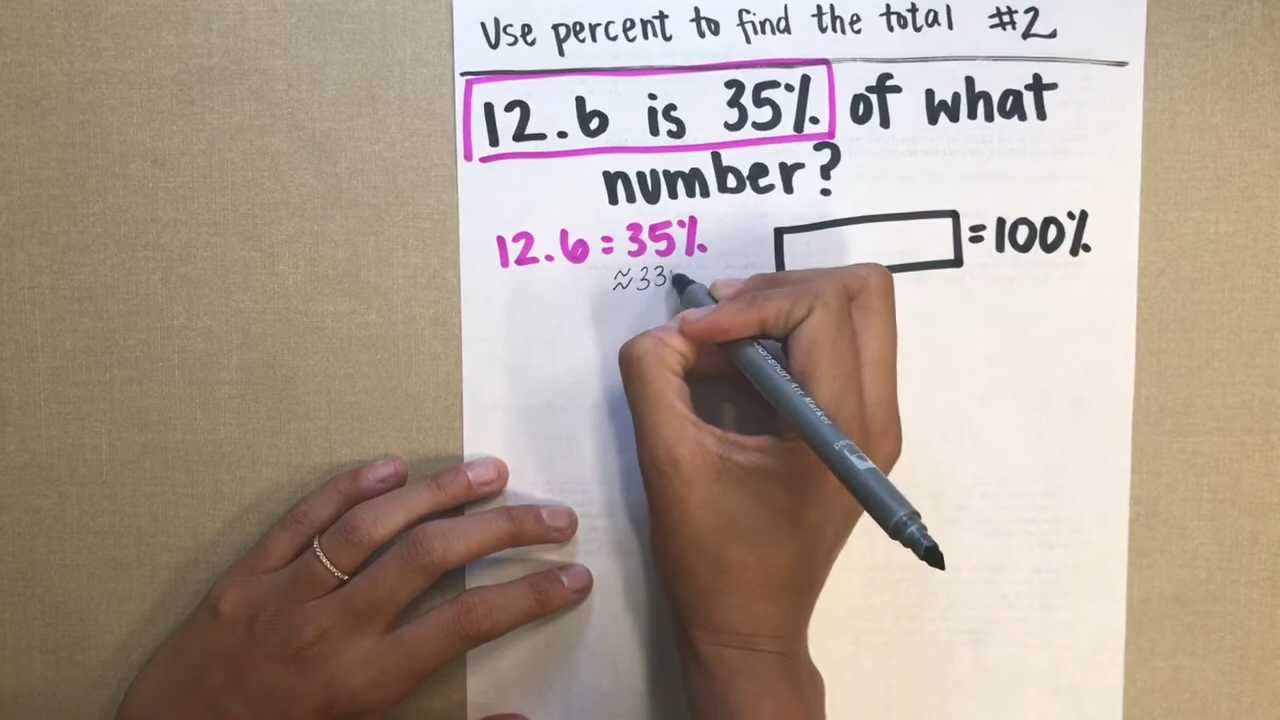 Use percent to find the total #2
12.6 is 35% of what
number?
12.6 = 35%
= 100%
≈33